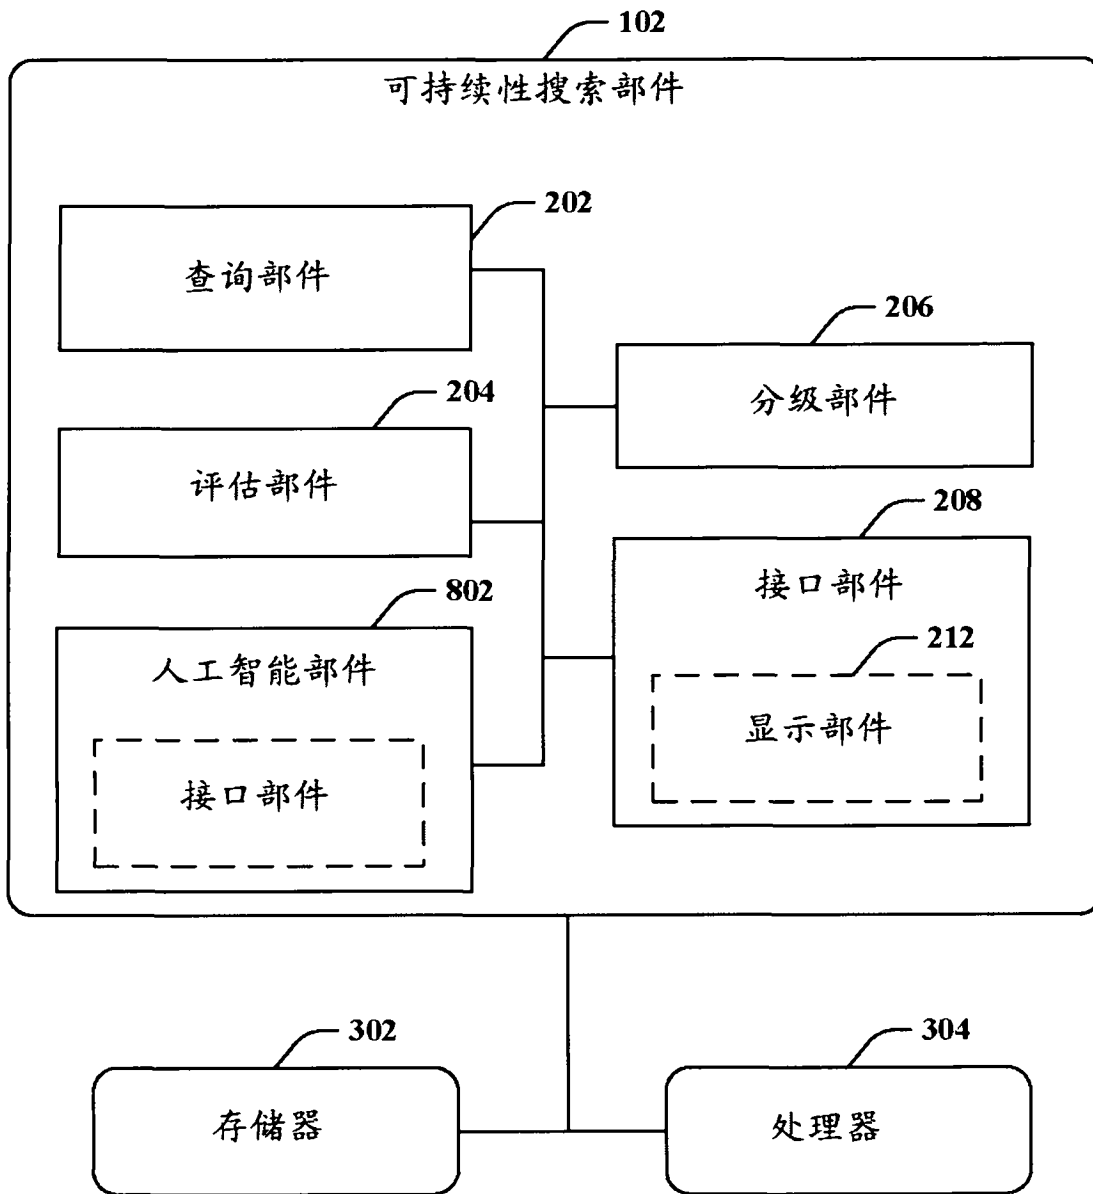 102
可持续性搜索部件
202
查询部件
206
分级部件
204
评估部件
208
接口部件
802
人工智能部件
212
显示部件
接口部件
302
存储器
304
处理器